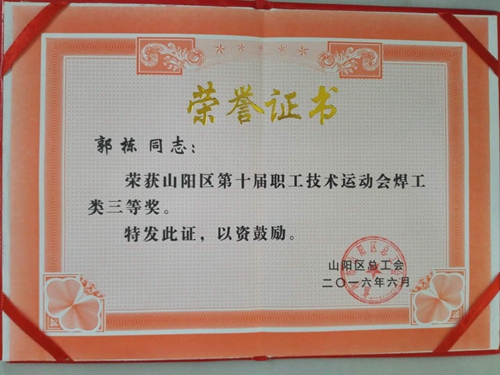 荣誉证书
郭栋 同志：
荣获山阳区第十届职工技术运动会焊工
类三等奖。
特发此证，以资鼓励。
山阳区总工会
二〇一六年六月